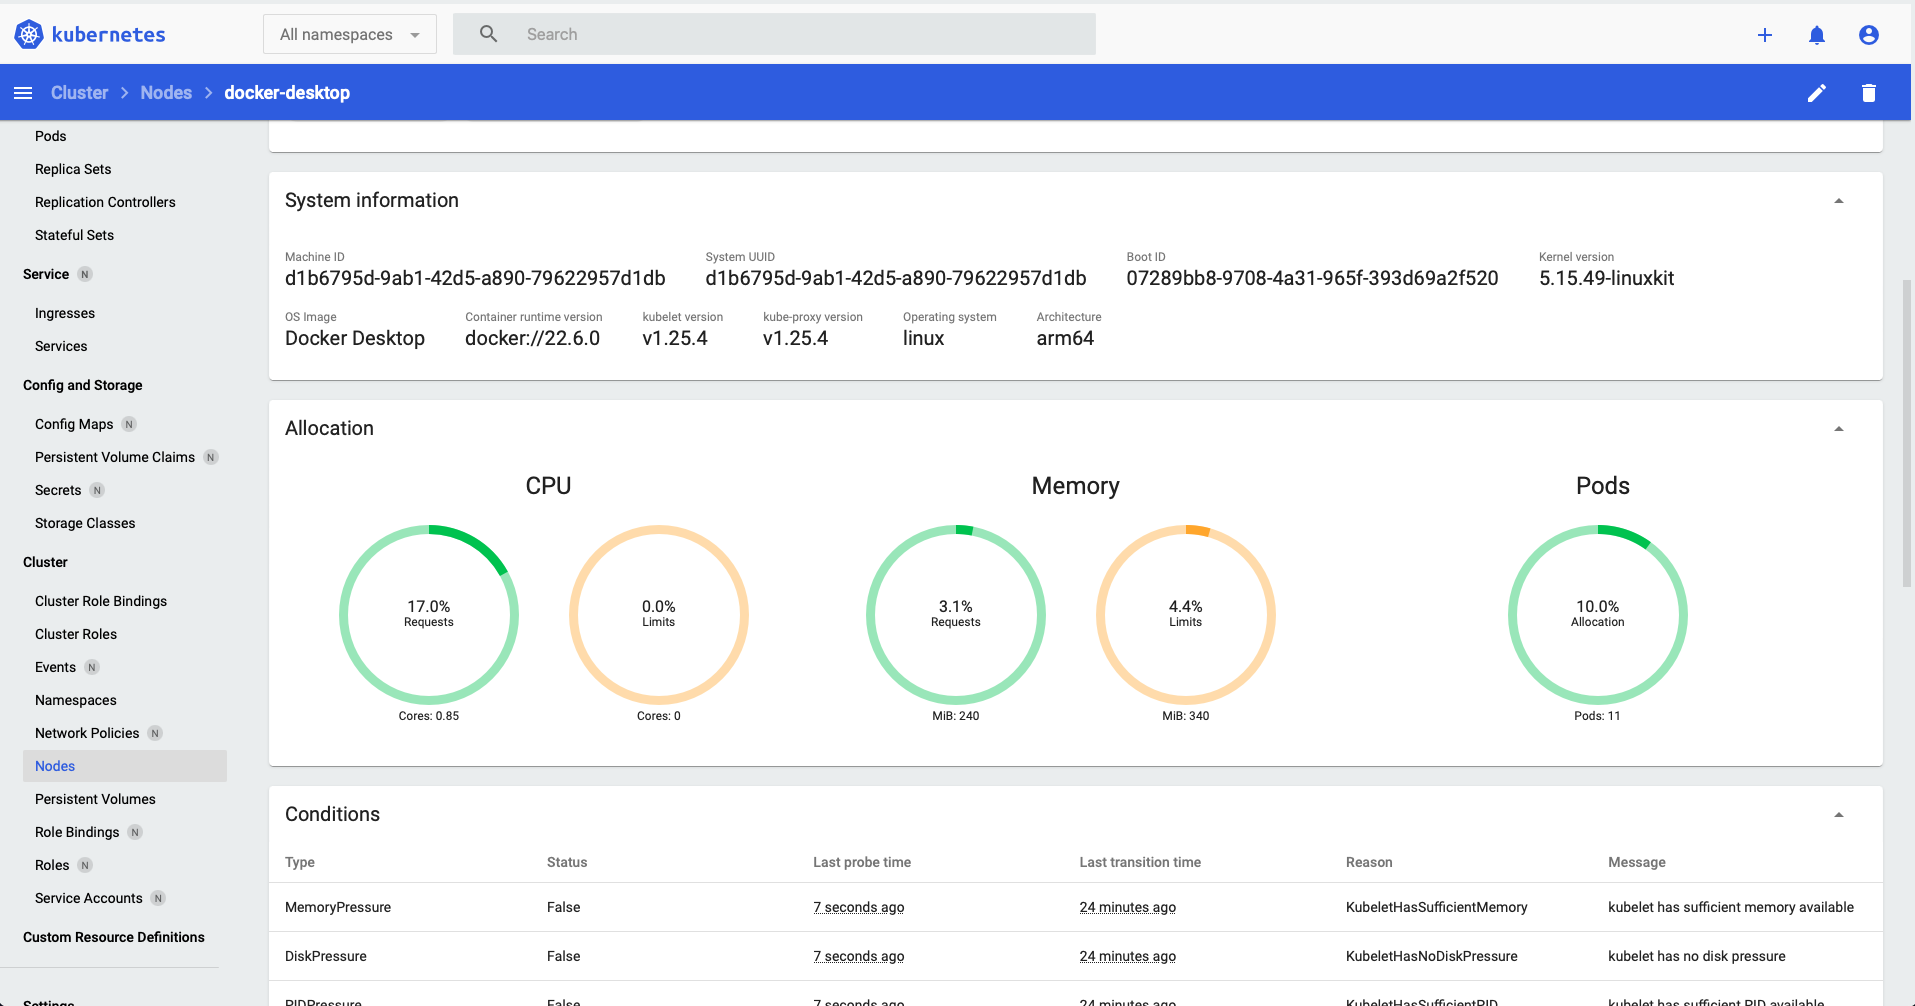 kubernetes
All namespaces
Search
Cluster
Nodes
docker-desktop
Pods
Replica Sets
Replication Controllers
Stateful Sets
Service N
Ingresses
Services
Config and Storage
Config Maps N
Persistent Volume Claims N
Secrets N
Storage Classes
Cluster
Cluster Role Bindings
Cluster Roles
Events N
Namespaces
Network Policies N
Nodes
Persistent Volumes
Role Bindings N
Roles N
Service Accounts N
Custom Resource Definitions
Settings
System information
Machine ID
d1b6795d-9ab1-42d5-a890-79622957d1db
System UUID
d1b6795d-9ab1-42d5-a890-79622957d1db
Boot ID
07289bb8-9708-4a31-965f-393d69a2f520
Kernel version
5.15.49-linuxkit
OS Image
Docker Desktop
Container runtime version
docker://22.6.0
kubelet version
v1.25.4
kube-proxy version
v1.25.4
Operating system
linux
Architecture
arm64
Allocation
CPU
17.0%
Requests
Cores: 0.85
0.0%
Limits
Cores: 0
Memory
3.1%
Requests
MiB: 240
4.4%
Limits
MiB: 340
Pods
10.0%
Allocation
Pods: 11
Conditions
Type Status Last probe time Last transition time Reason Message
MemoryPressure False 7 seconds ago 24 minutes ago KubeletHasSufficientMemory kubelet has sufficient memory available
DiskPressure False 7 seconds ago 24 minutes ago KubeletHasNoDiskPressure kubelet has no disk pressure
PIDPressure False 7 seconds ago 24 minutes ago KubeletHasSufficientPID kubelet has sufficient PID available